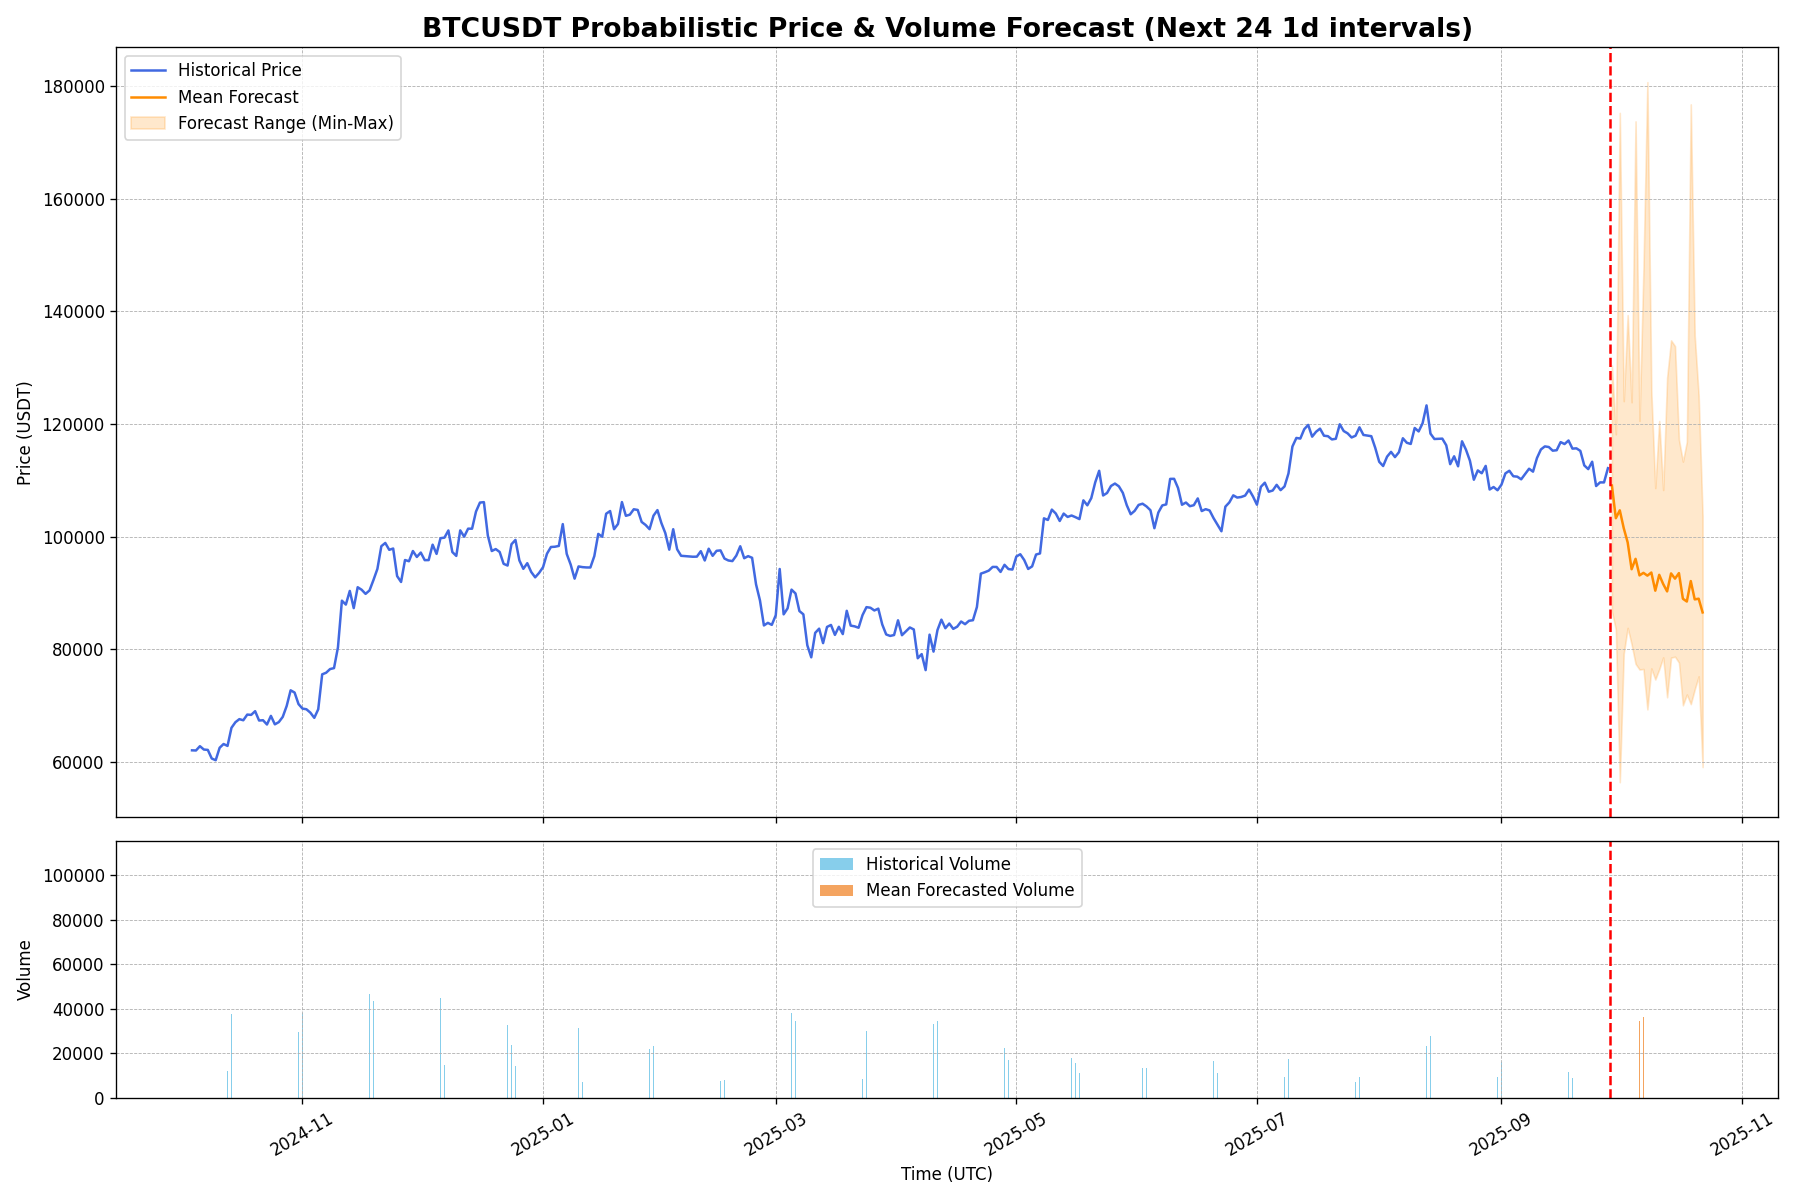 BTCUSDT Probabilistic Price & Volume Forecast (Next 24 1d intervals)
Historical Price
Mean Forecast
Forecast Range (Min-Max)
180000
160000
140000
120000
100000
80000
60000
Price (USDT)
Historical Volume
Mean Forecasted Volume
100000
80000
60000
40000
20000
0
Volume
2024-11
2025-01
2025-03
2025-05
2025-07
2025-09
2025-11
Time (UTC)